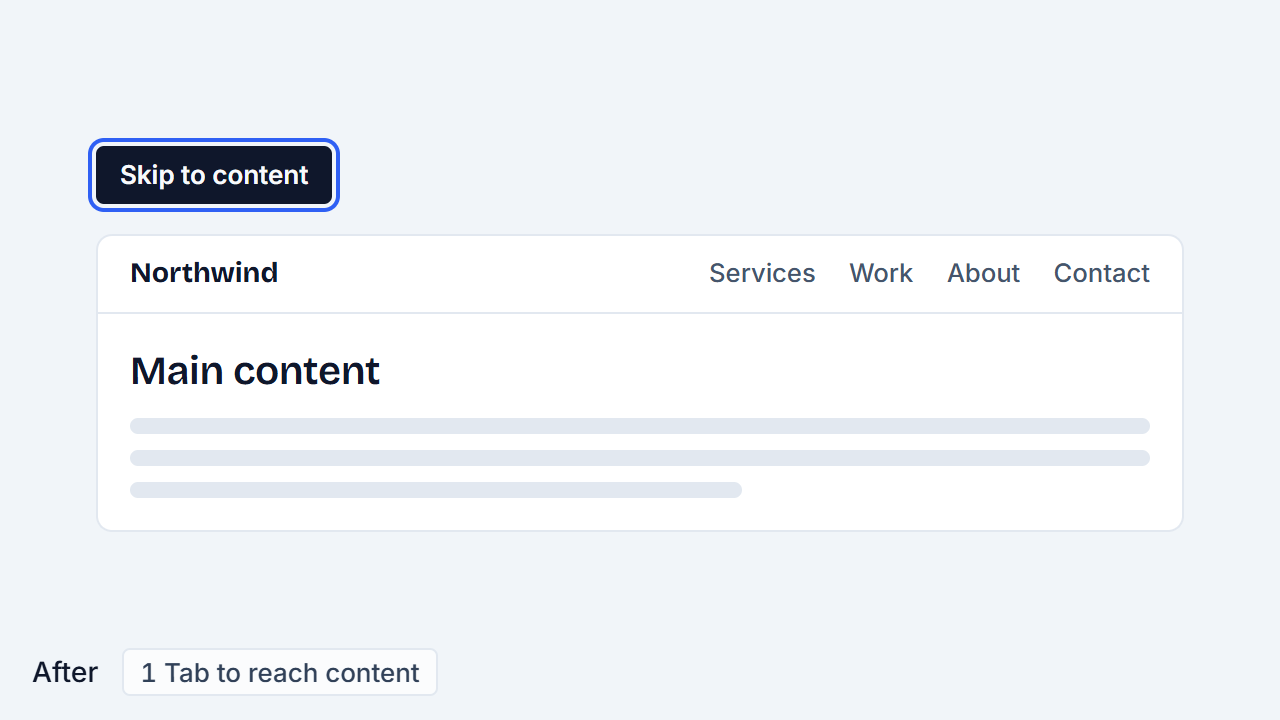 Skip to content
Northwind Services Work About Contact
Main content
After 1 Tab to reach content